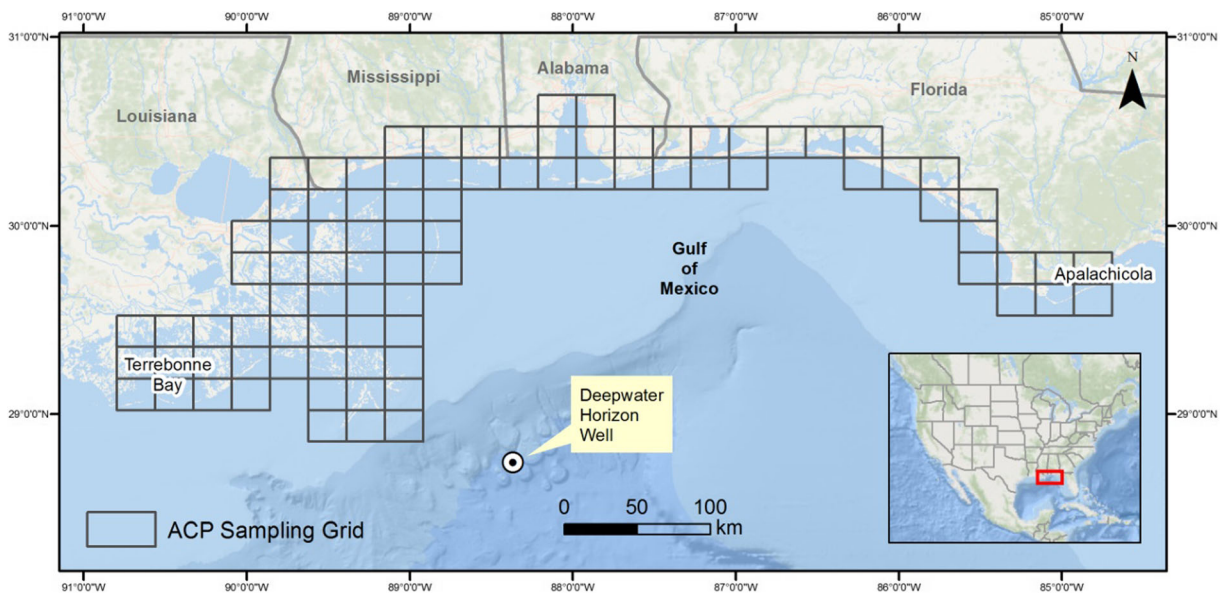 91°0'0"W 90°0'0"W 89°0'0"W 88°0'0"W 87°0'0"W 86°0'0"W 85°0'0"W
31°0'0"N 31°0'0"N
N
Mississippi
Alabama
Florida
Louisiana
30°0'0"N 30°0'0"N
Gulf
of
Mexico
Apalachicola
Terrebonne
Bay
29°0'0"N 29°0'0"N
Deepwater
Horizon
Well
0 50 100
km
ACP Sampling Grid
91°0'0"W 90°0'0"W 89°0'0"W 88°0'0"W 87°0'0"W 86°0'0"W 85°0'0"W